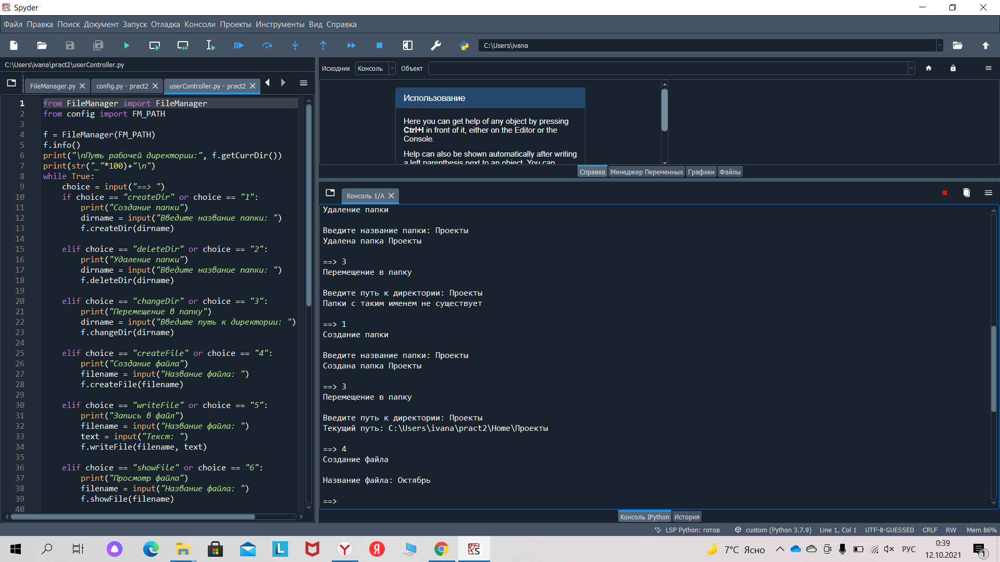 Spyder
Файл Правка Поиск Документ Запуск Отладка Консоли Проекты Инструменты Вид Справка
C:\Users\ivana
C:\Users\ivana\pract2\userController.py
FileManager.py
config.py - pract2
userController.py - pract2
1 from FileManager import FileManager
2 from config import FM_PATH
3
4 f = FileManager(FM_PATH)
5 f.info()
6 print("\nПуть рабочей директории:", f.getCurrDir())
7 print(str("_"*100)+"\n")
8 while True:
9 choice = input("==> ")
10 if choice == "createDir" or choice == "1":
11 print("Создание папки")
12 dirname = input("Введите название папки: ")
13 f.createDir(dirname)
14
15 elif choice == "deleteDir" or choice == "2":
16 print("Удаление папки")
17 dirname = input("Введите название папки: ")
18 f.deleteDir(dirname)
19
20 elif choice == "changeDir" or choice == "3":
21 print("Перемещение в папку")
22 dirname = input("Введите путь к директории: ")
23 f.changeDir(dirname)
24
25 elif choice == "createFile" or choice == "4":
26 print("Создание файла")
27 filename = input("Название файла: ")
28 f.createFile(filename)
29
30 elif choice == "writeFile" or choice == "5":
31 print("Запись в файл")
32 filename = input("Название файла: ")
33 text = input("Текст: ")
34 f.writeFile(filename, text)
35
36 elif choice == "showFile" or choice == "6":
37 print("Просмотр файла")
38 filename = input("Название файла: ")
39 f.showFile(filename)
40
Исходник Консоль Объект
Использование
Here you can get help of any object by pressing
Ctrl+I in front of it, either on the Editor or the
Console.
Help can also be shown automatically after writing
a left parenthesis next to an object. You can
Справка Менеджер Переменных Графики Файлы
Консоль 1/A
Удаление папки
Введите название папки: Проекты
Удалена папка Проекты
==> 3
Перемещение в папку
Введите путь к директории: Проекты
Папки с таким именем не существует
==> 1
Создание папки
Введите название папки: Проекты
Создана папка Проекты
==> 3
Перемещение в папку
Введите путь к директории: Проекты
Текущий путь: C:\Users\ivana\pract2\Home\Проекты
==> 4
Создание файла
Название файла: Октябрь
==>
Консоль IPython История
LSP Python: готов custom (Python 3.7.9) Line 1, Col 1 UTF-8-GUESSED CRLF RW Mem 86%
7°C Ясно
РУС
0:39
12.10.2021
1